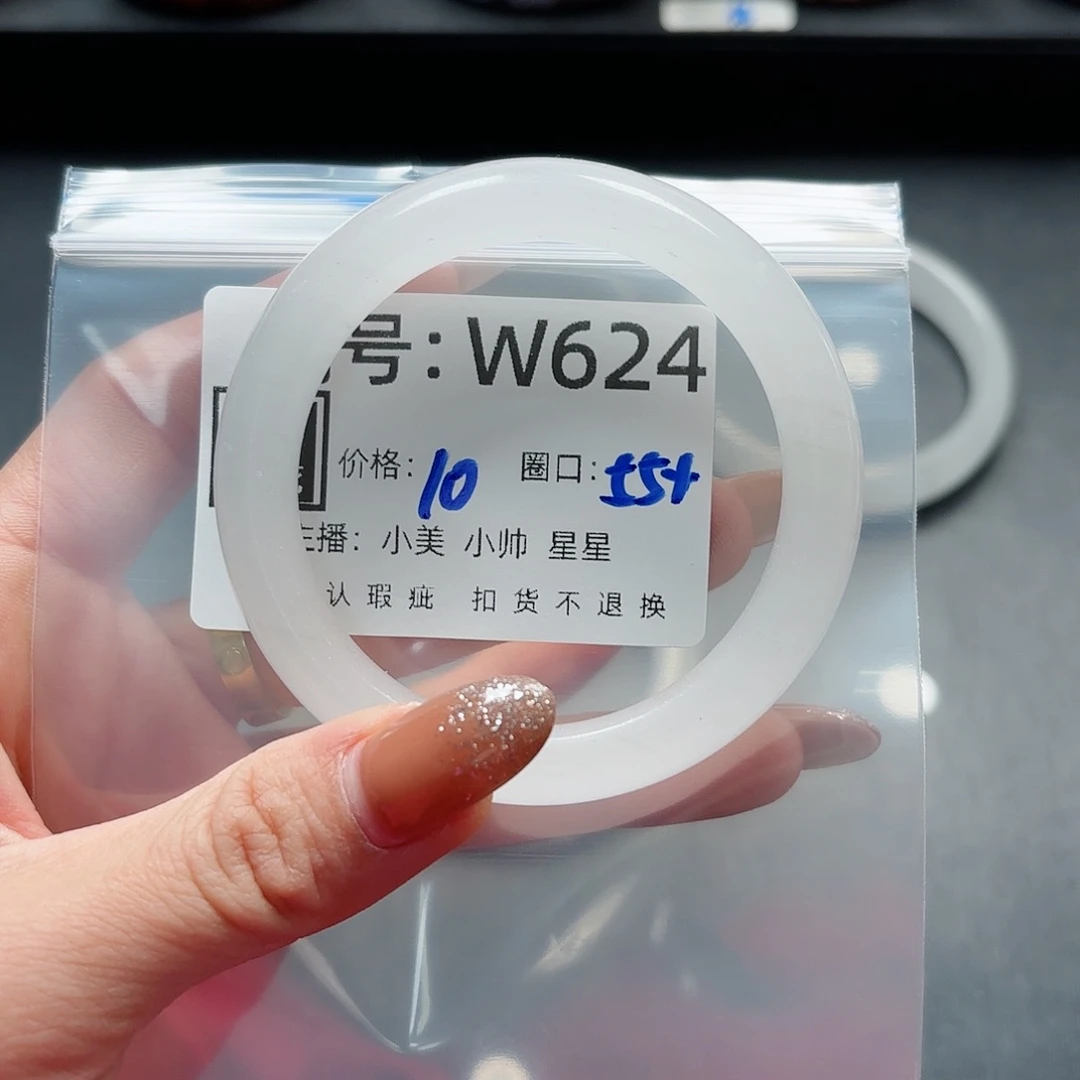 号: W624
价格: 10 圈口: 55+
主播: 小美 小帅 星星
认瑕疵 扣货不退换